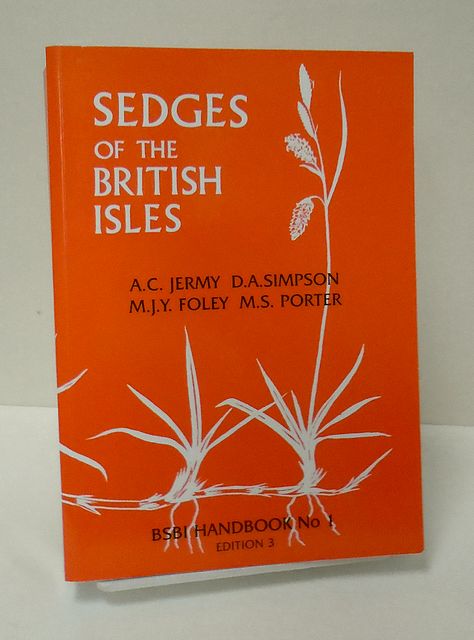 SEDGES
OF THE
BRITISH
ISLES
A.C. JERMY D.A.SIMPSON
M.J.Y. FOLEY M.S. PORTER
BSBI HANDBOOK No 1
EDITION 3